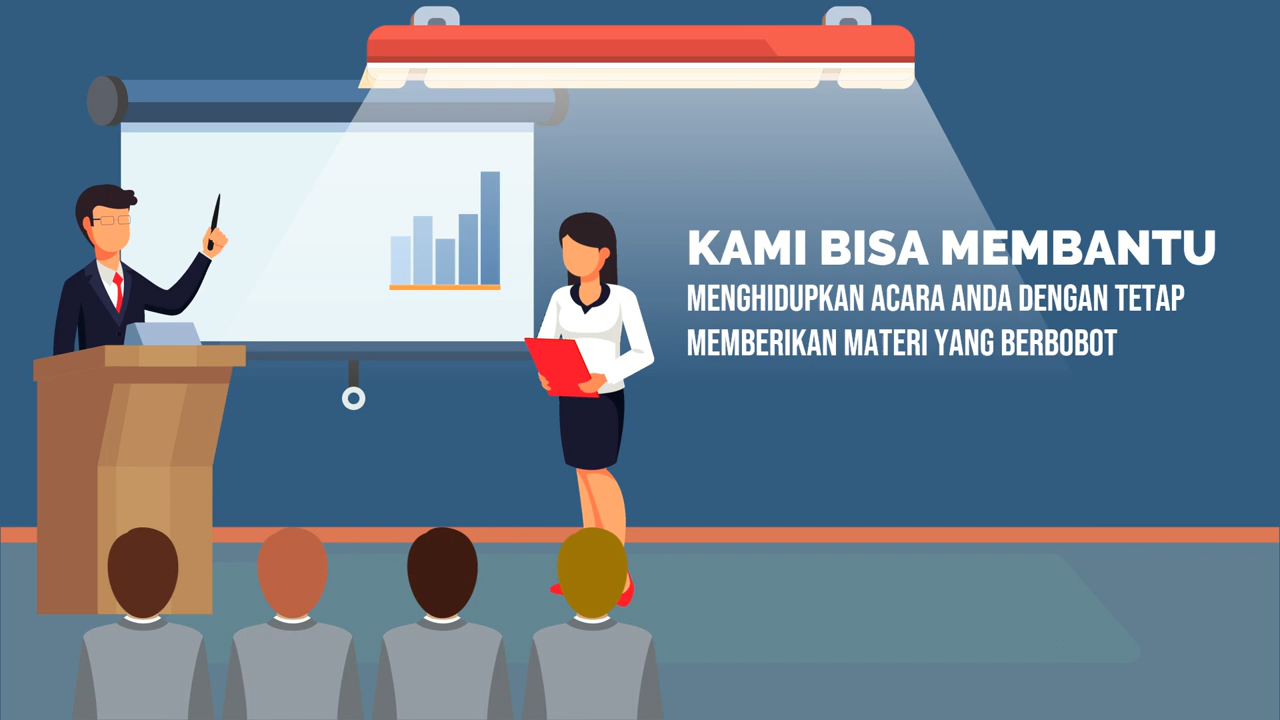 KAMI BISA MEMBANTU
MENGHIDUPKAN ACARA ANDA DENGAN TETAP
MEMBERIKAN MATERI YANG BERBOBOT